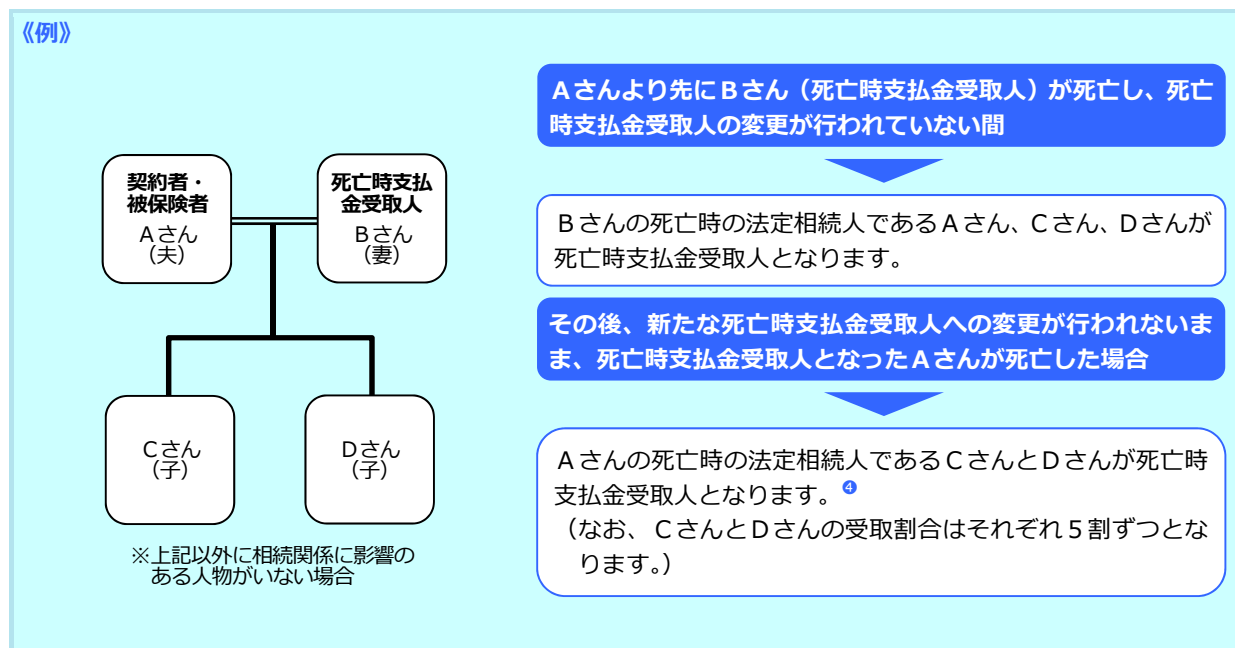 《例》
契約者・
被保険者
Aさん
(夫)
死亡時支払
金受取人
Bさん
(妻)
Cさん
(子)
Dさん
(子)
※上記以外に相続関係に影響の
ある人物がいない場合
Aさんより先にBさん(死亡時支払金受取人)が死亡し、死亡
時支払金受取人の変更が行われていない間
Bさんの死亡時の法定相続人であるAさん、Cさん、Dさんが
死亡時支払金受取人となります。
その後、新たな死亡時支払金受取人への変更が行われないま
ま、死亡時支払金受取人となったAさんが死亡した場合
Aさんの死亡時の法定相続人であるCさんとDさんが死亡時
支払金受取人となります。❹
(なお、CさんとDさんの受取割合はそれぞれ5割ずつとな
ります。)